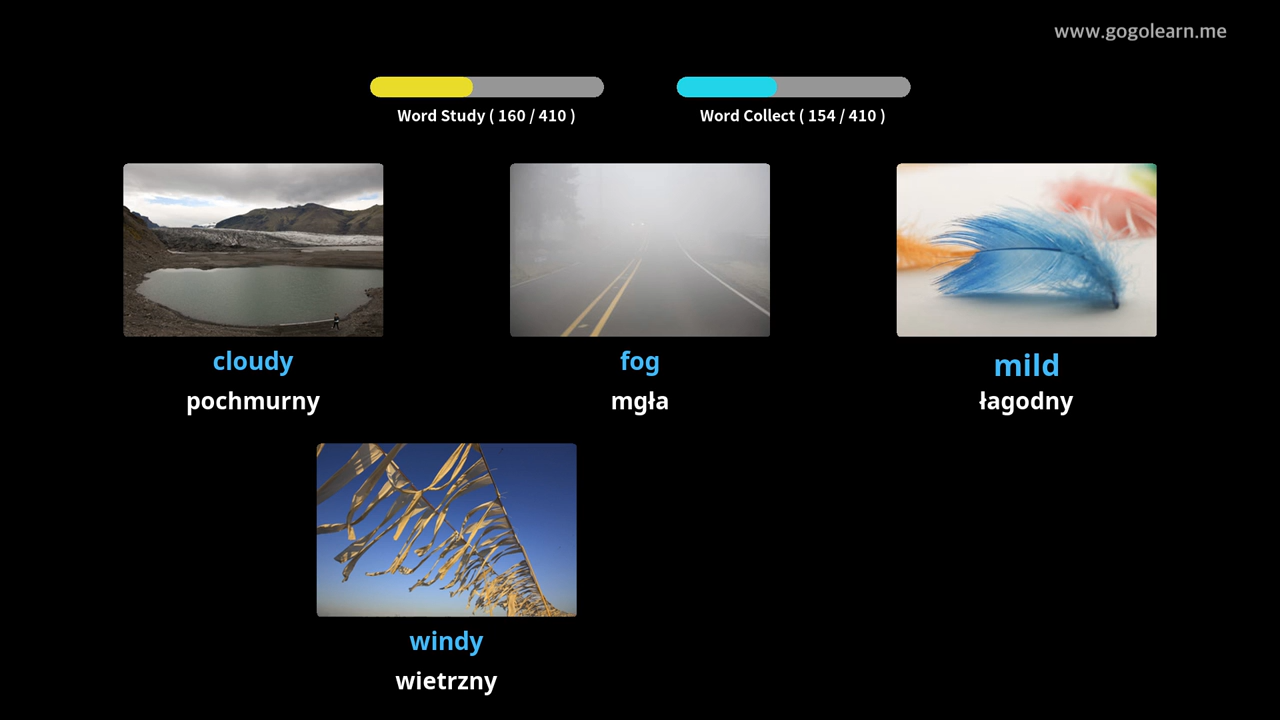 www.gogolearn.me
Word Study ( 160 / 410 )
Word Collect ( 154 / 410 )
cloudy
pochmurny
fog
mgła
mild
łagodny
windy
wietrzny